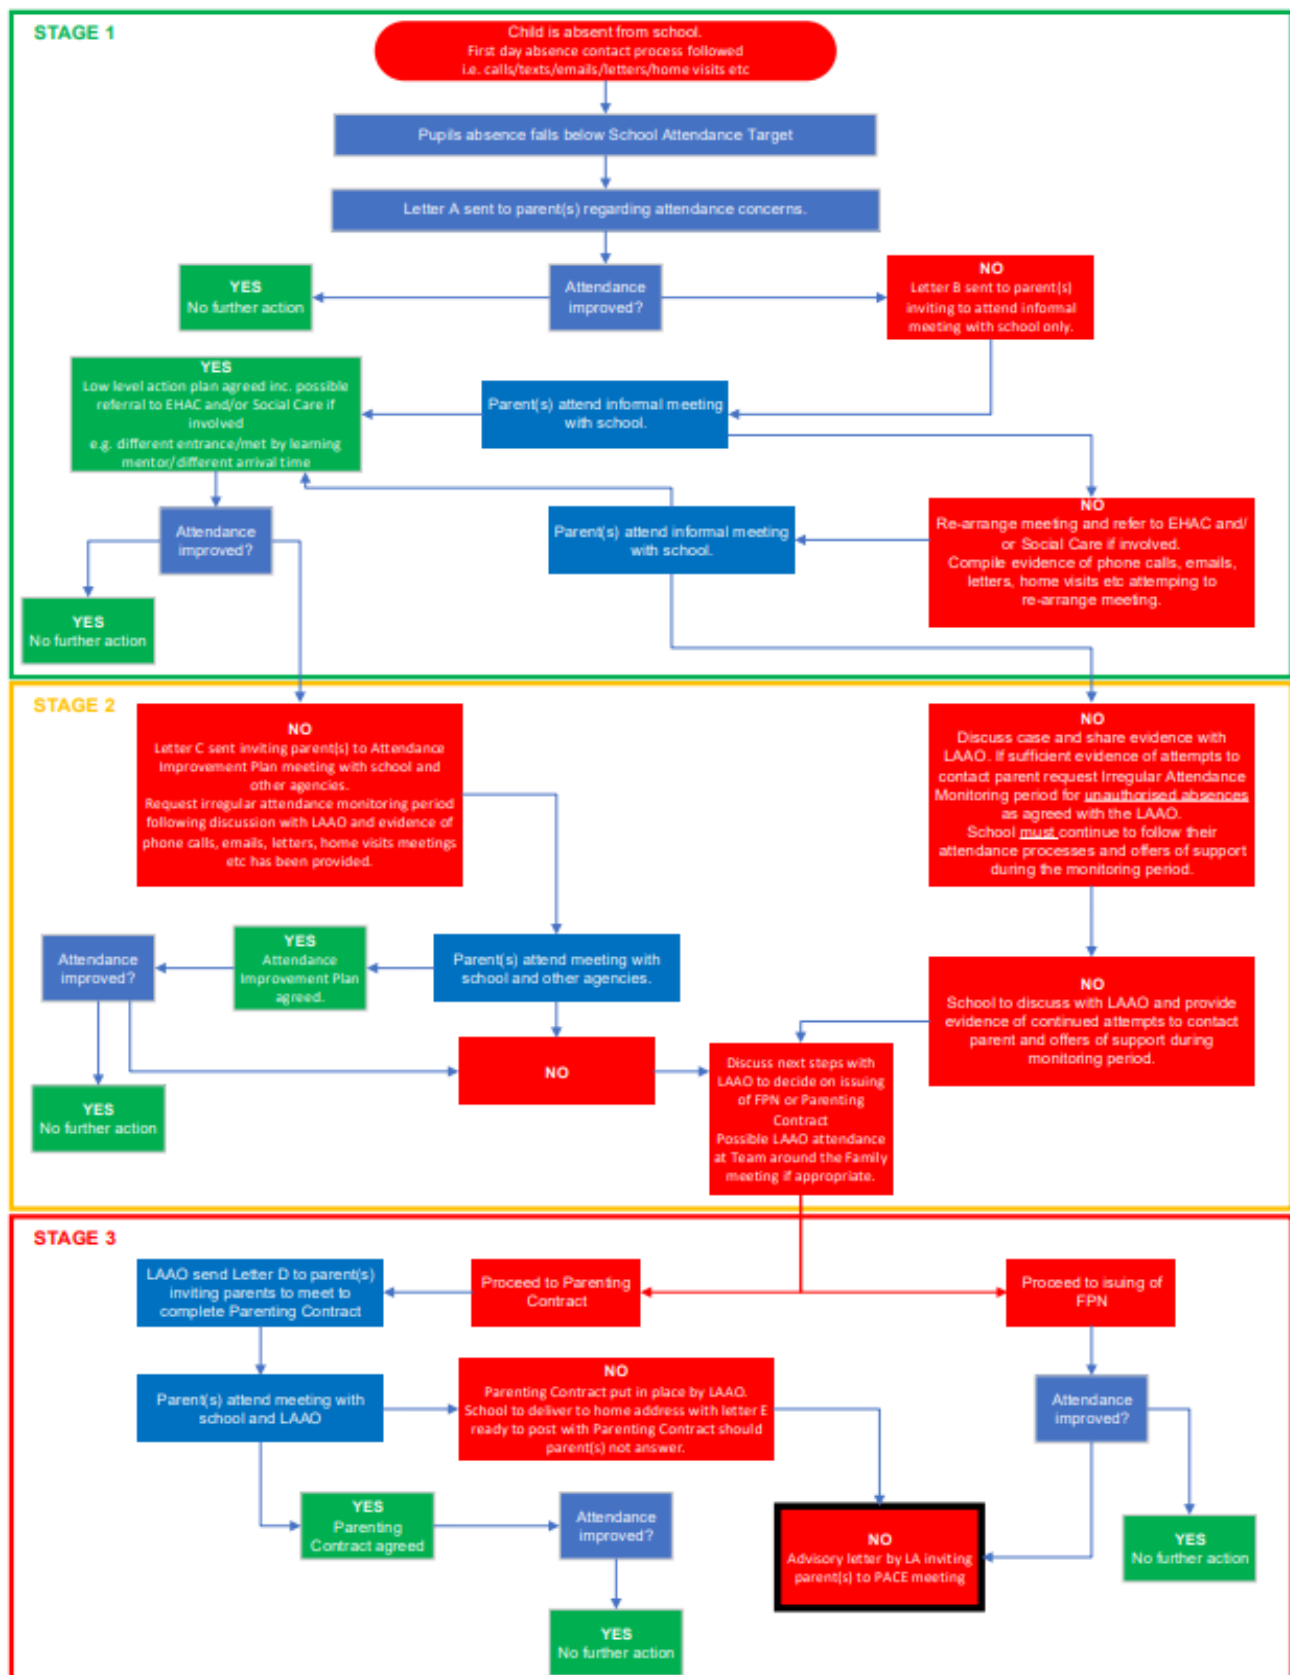 STAGE 1
Child is absent from school.
First day absence contact process followed
i.e. calls/texts/emails/letters/home visits etc
Pupils absence falls below School Attendance Target
Letter A sent to parent(s) regarding attendance concerns.
YES
No further action
Attendance
improved?
NO
Letter B sent to parent(s)
inviting to attend informal
meeting with school only.
YES
Low level action plan agreed inc. possible
referral to EHAC and/or Social Care if
involved
e.g. different entrance/met by learning
mentor/different arrival time
Parent(s) attend informal meeting
with school.
Attendance
improved?
Parent(s) attend informal meeting
with school.
NO
Re-arrange meeting and refer to EHAC and/
or Social Care if involved.
Compile evidence of phone calls, emails,
letters, home visits etc attemping to
re-arrange meeting.
YES
No further action
STAGE 2
NO
Letter C sent inviting parent(s) to Attendance
Improvement Plan meeting with school and
other agencies.
Request irregular attendance monitoring period
following discussion with LAAO and evidence of
phone calls, emails, letters, home visits meetings
etc has been provided.
NO
Discuss case and share evidence with
LAAO. If sufficient evidence of attempts to
contact parent request Irregular Attendance
Monitoring period for unauthorised absences
as agreed with the LAAO.
School must continue to follow their
attendance processes and offers of support
during the monitoring period.
Attendance
improved?
YES
Attendance
Improvement Plan
agreed.
Parent(s) attend meeting with
school and other agencies.
NO
School to discuss with LAAO and provide
evidence of continued attempts to contact
parent and offers of support during
monitoring period.
NO
Discuss next steps with
LAAO to decide on issuing
of FPN or Parenting
Contract
Possible LAAO attendance
at Team around the Family
meeting if appropriate.
YES
No further action
STAGE 3
LAAO send Letter D to parent(s)
inviting parents to meet to
complete Parenting Contract
Proceed to Parenting
Contract
Proceed to issuing of
FPN
Parent(s) attend meeting with
school and LAAO
NO
Parenting Contract put in place by LAAO.
School to deliver to home address with letter E
ready to post with Parenting Contract should
parent(s) not answer.
Attendance
improved?
YES
Parenting
Contract agreed
Attendance
improved?
NO
Advisory letter by LA inviting
parent(s) to PACE meeting
YES
No further action
YES
No further action